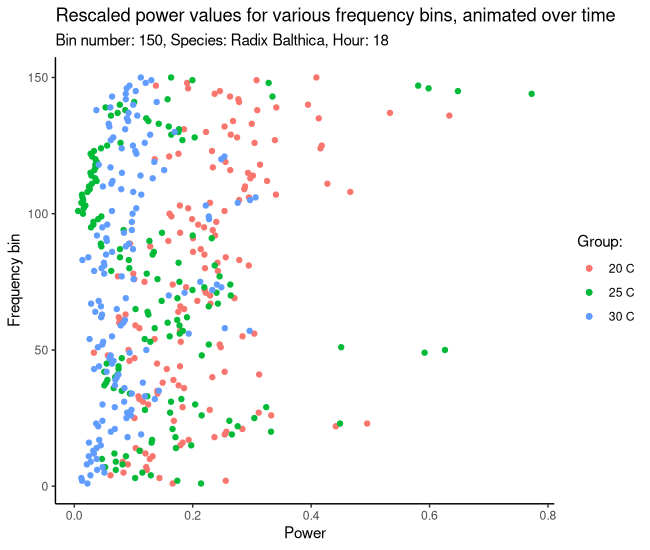 Rescaled power values for various frequency bins, animated over time
Bin number: 150, Species: Radix Balthica, Hour: 18
150
100
50
0
Frequency bin
0.0 0.2 0.4 0.6 0.8
Power
Group:
20 C
25 C
30 C